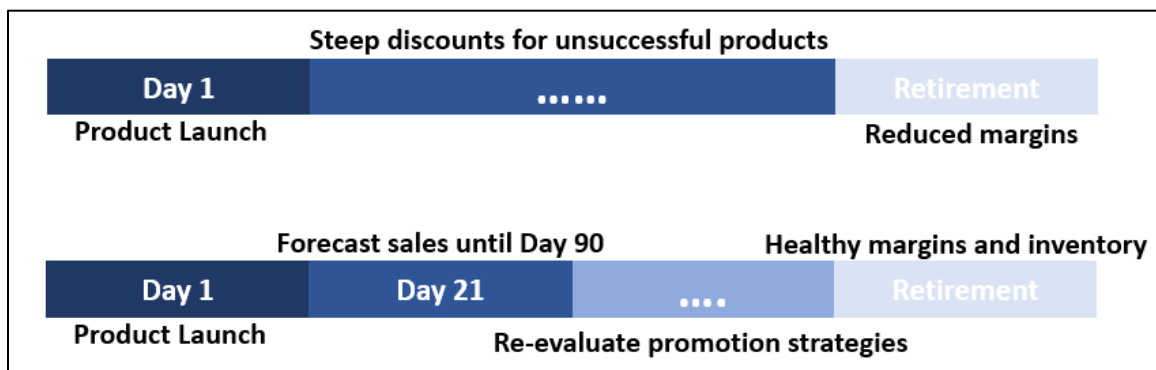 Steep discounts for unsuccessful products
Day 1
......
Retirement
Product Launch
Reduced margins
Forecast sales until Day 90
Healthy margins and inventory
Day 1
Day 21
....
Retirement
Product Launch
Re-evaluate promotion strategies